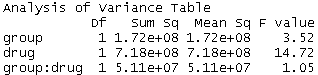 Analysis of Variance Table
Df Sum Sq Mean Sq F value
group 1 1.72e+08 1.72e+08 3.52
drug 1 7.18e+08 7.18e+08 14.72
group:drug 1 5.11e+07 5.11e+07 1.05